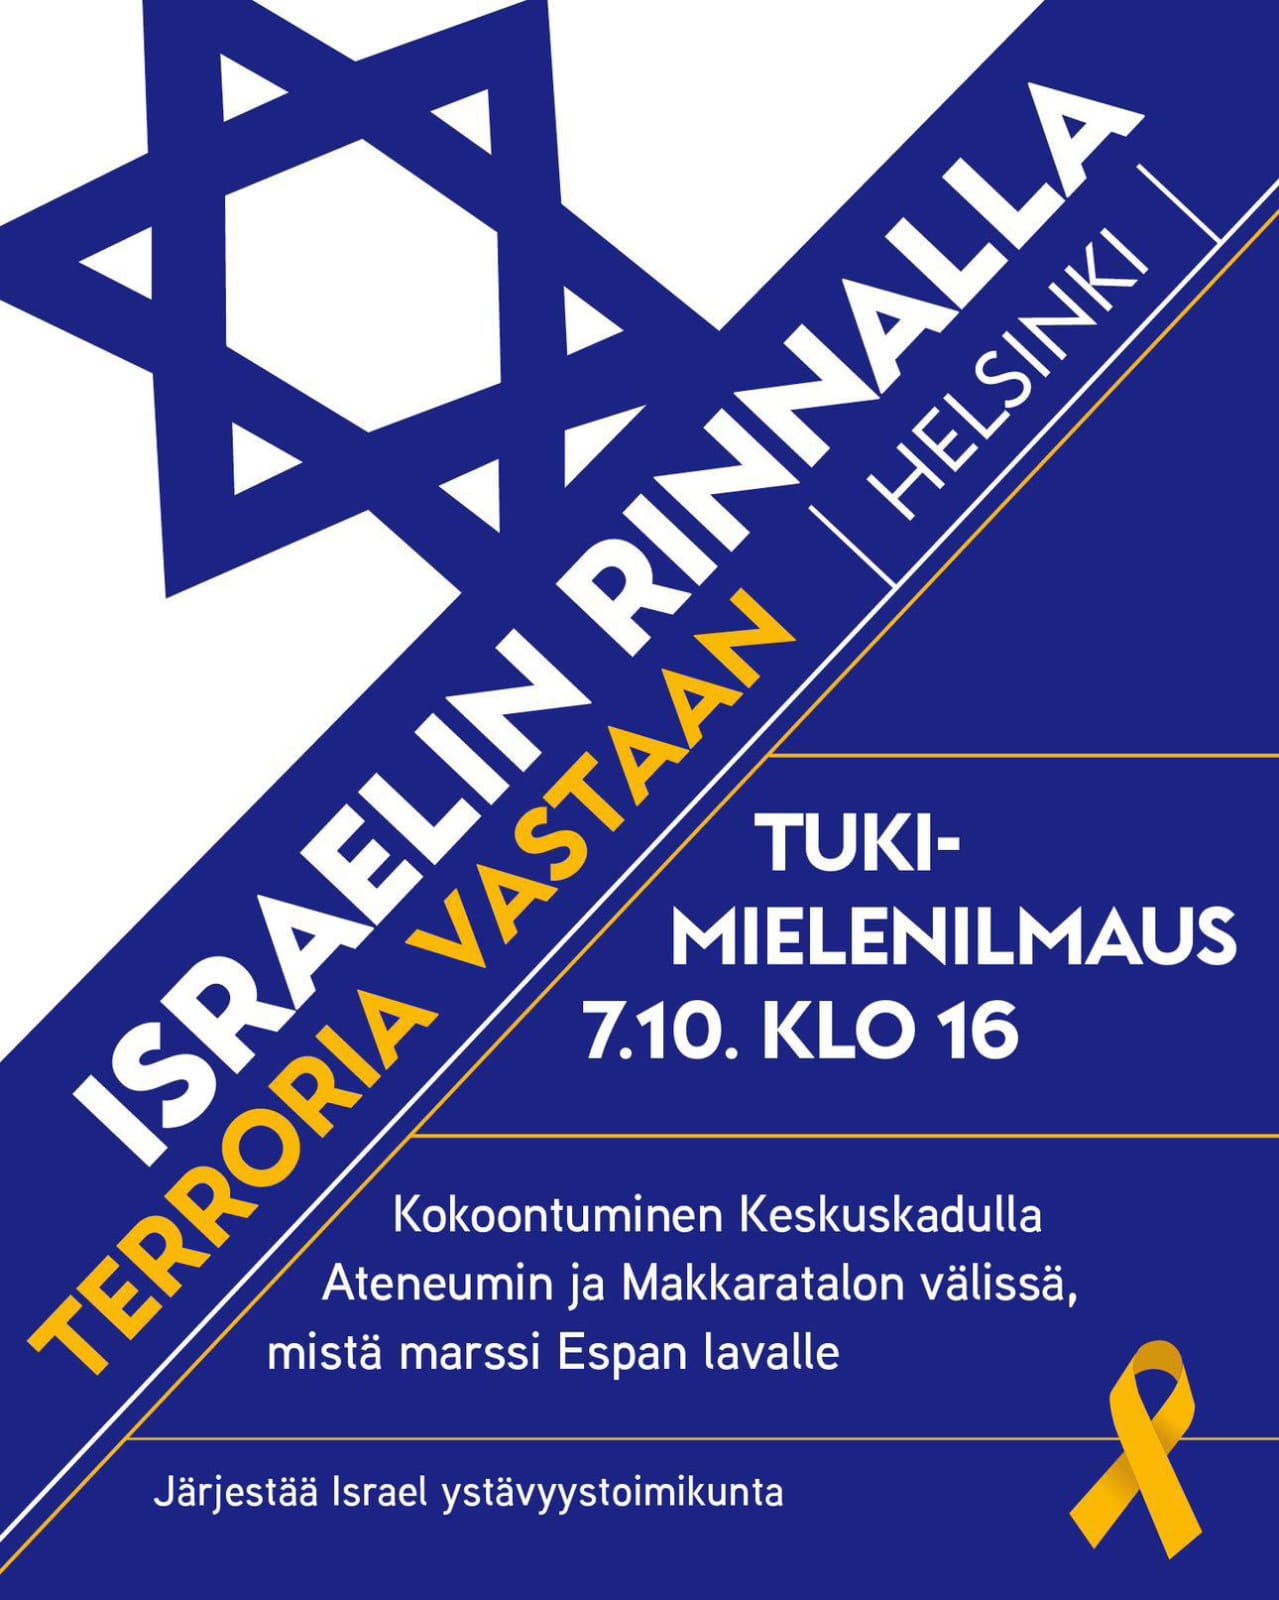 ISRAELIN RINNALLA
TERRORIA VASTAAN
HELSINKI
TUKI-
MIELENILMAUS
7.10. KLO 16
Kokoontuminen Keskuskadulla
Ateneumin ja Makkaratalon välissä,
mistä marssi Espan lavalle
Järjestää Israel ystävyystoimikunta